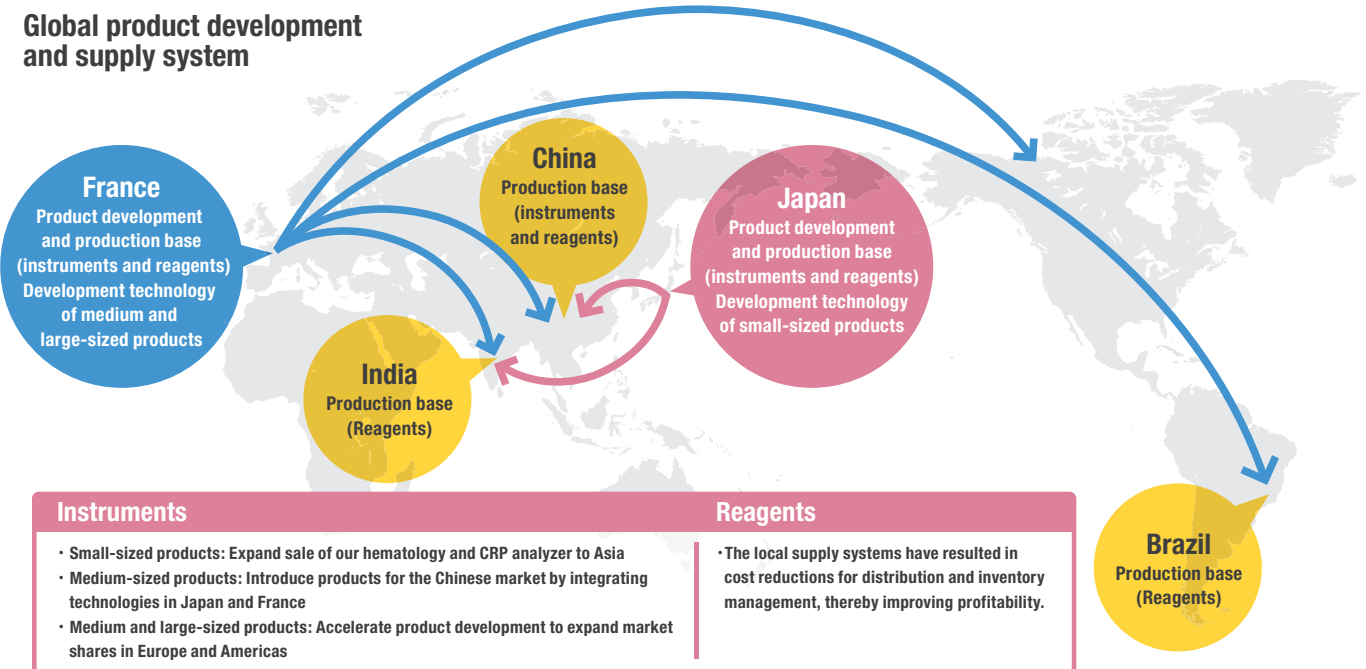 Global product development
and supply system
France
Product development
and production base
(instruments and reagents)
Development technology
of medium and
large-sized products
China
Production base
(instruments
and reagents)
Japan
Product development
and production base
(instruments and reagents)
Development technology
of small-sized products
India
Production base
(Reagents)
Brazil
Production base
(Reagents)
Instruments
・Small-sized products: Expand sale of our hematology and CRP analyzer to Asia
・Medium-sized products: Introduce products for the Chinese market by integrating
technologies in Japan and France
・Medium and large-sized products: Accelerate product development to expand market
shares in Europe and Americas
Reagents
・The local supply systems have resulted in
cost reductions for distribution and inventory
management, thereby improving profitability.